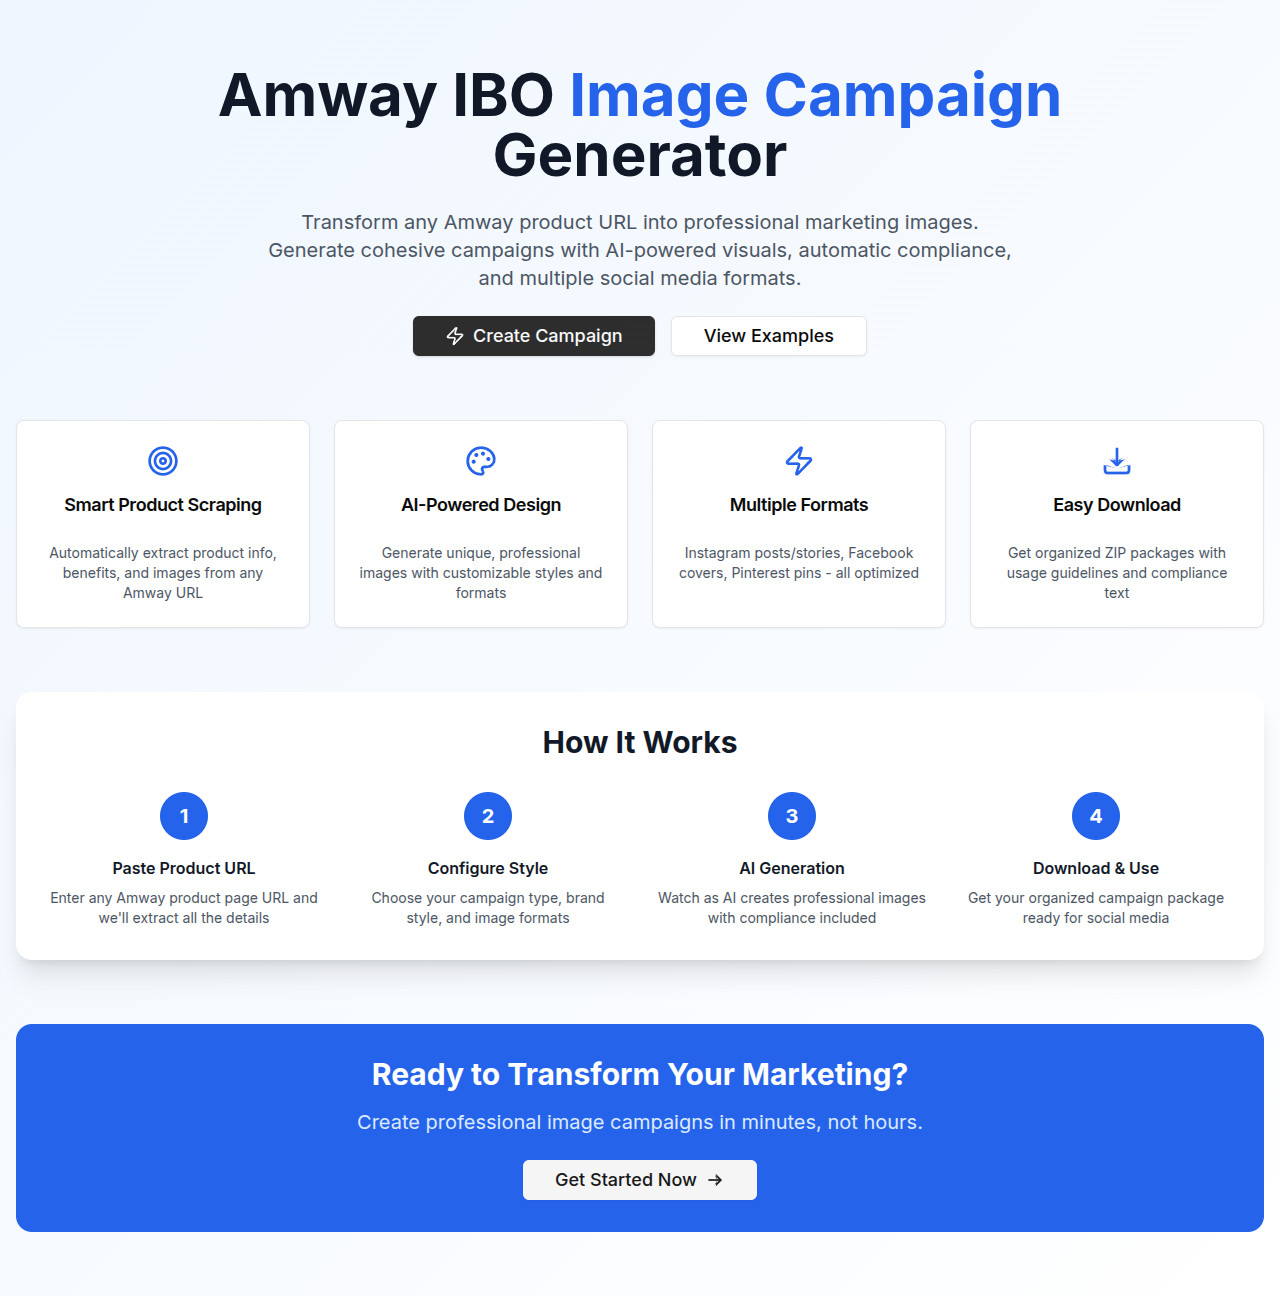 Amway IBO Image Campaign
Generator
Transform any Amway product URL into professional marketing images.
Generate cohesive campaigns with AI-powered visuals, automatic compliance,
and multiple social media formats.
Create Campaign
View Examples
Smart Product Scraping
Automatically extract product info,
benefits, and images from any
Amway URL
AI-Powered Design
Generate unique, professional
images with customizable styles and
formats
Multiple Formats
Instagram posts/stories, Facebook
covers, Pinterest pins - all optimized
Easy Download
Get organized ZIP packages with
usage guidelines and compliance
text
How It Works
1
Paste Product URL
Enter any Amway product page URL and
we'll extract all the details
2
Configure Style
Choose your campaign type, brand
style, and image formats
3
AI Generation
Watch as AI creates professional images
with compliance included
4
Download & Use
Get your organized campaign package
ready for social media
Ready to Transform Your Marketing?
Create professional image campaigns in minutes, not hours.
Get Started Now